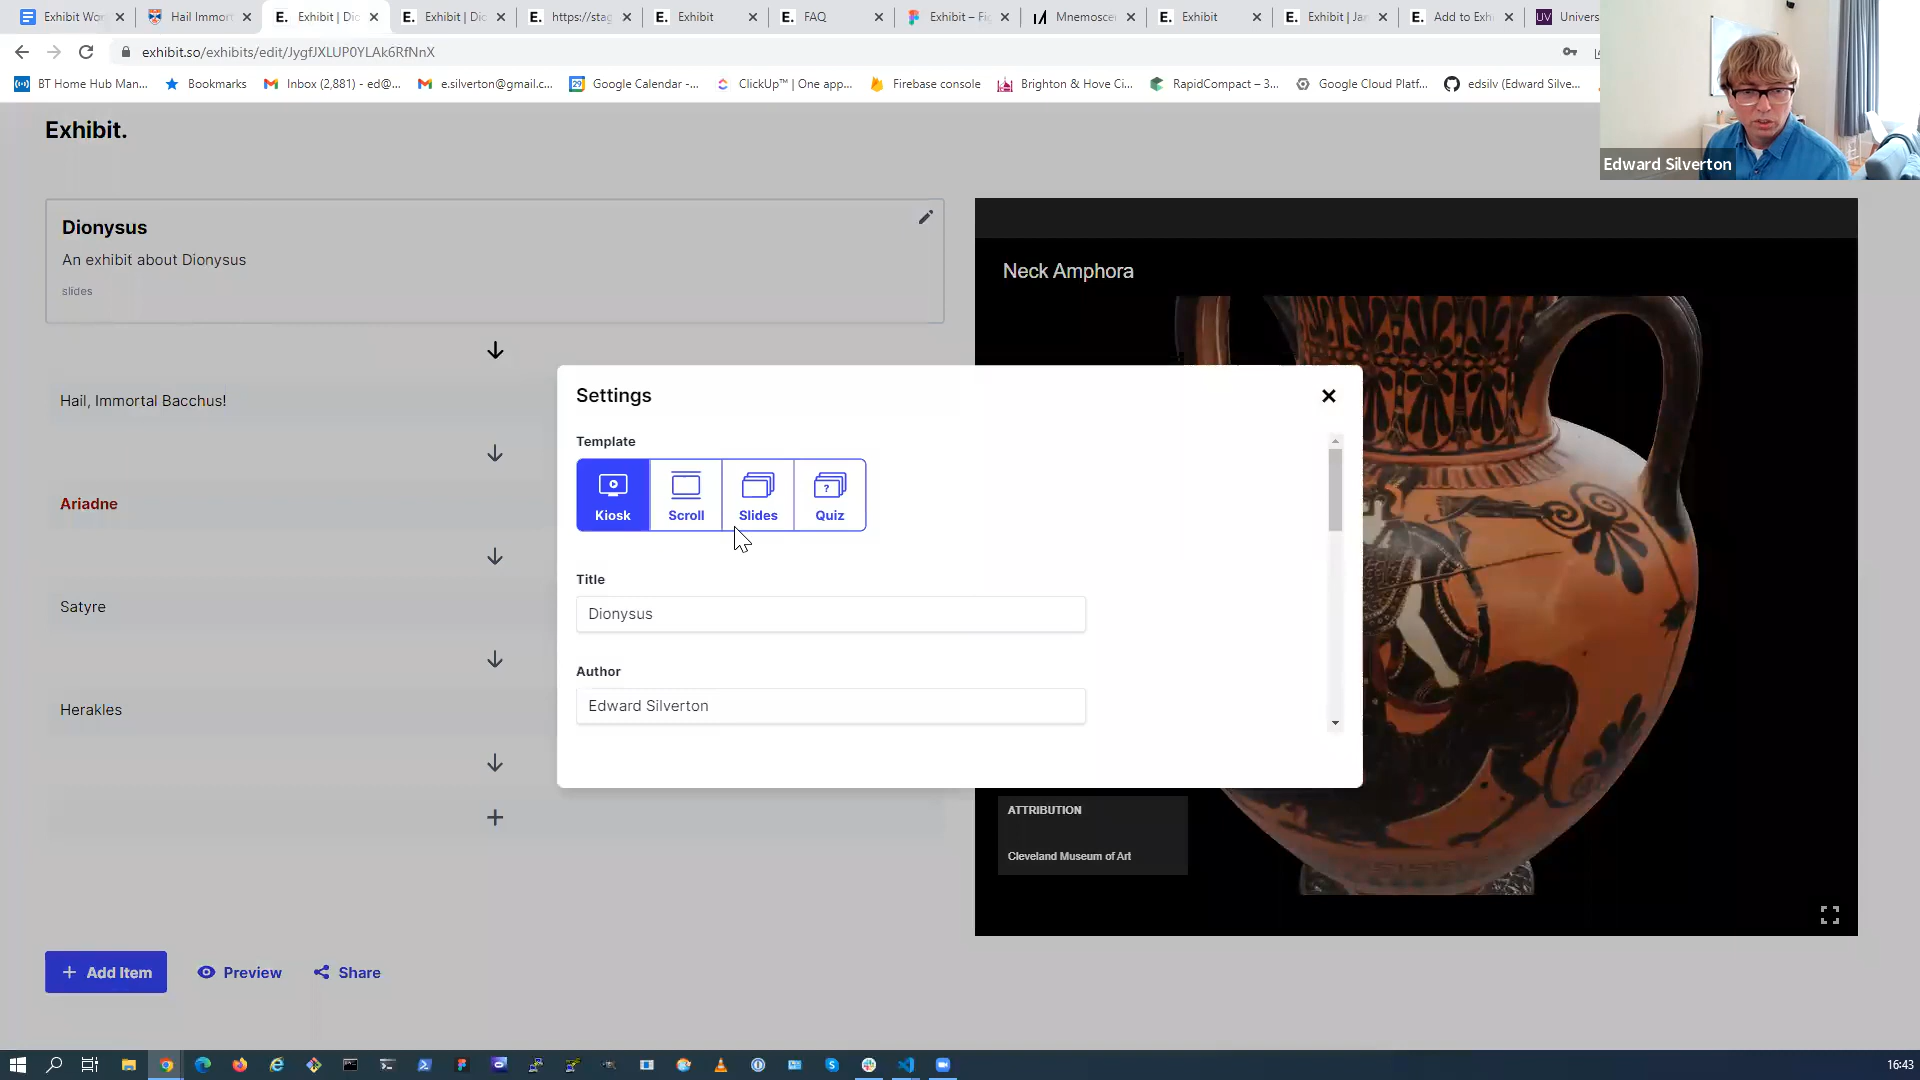 Exhibit Wor
Hail Immort
Exhibit | Dio
Exhibit | Dio
https://stag
Exhibit
FAQ
Exhibit – Fig
Mnemosce
Exhibit
Exhibit | Jar
Add to Exhi
UV
Univers
exhibit.so/exhibits/edit/JygfJXLUP0YLAk6RfNnX
BT Home Hub Man...
Bookmarks
Inbox (2,881) - ed@...
e.silverton@gmail.c...
Google Calendar -...
ClickUp™ | One app...
Firebase console
Brighton & Hove Ci...
RapidCompact – 3...
Google Cloud Platf...
edsilv (Edward Silve...
Edward Silverton
Exhibit.
Dionysus
An exhibit about Dionysus
slides
Hail, Immortal Bacchus!
Ariadne
Satyre
Herakles
Add Item
Preview
Share
Settings
Template
Kiosk
Scroll
Slides
Quiz
Title
Dionysus
Author
Edward Silverton
Neck Amphora
ATTRIBUTION
Cleveland Museum of Art
16:43